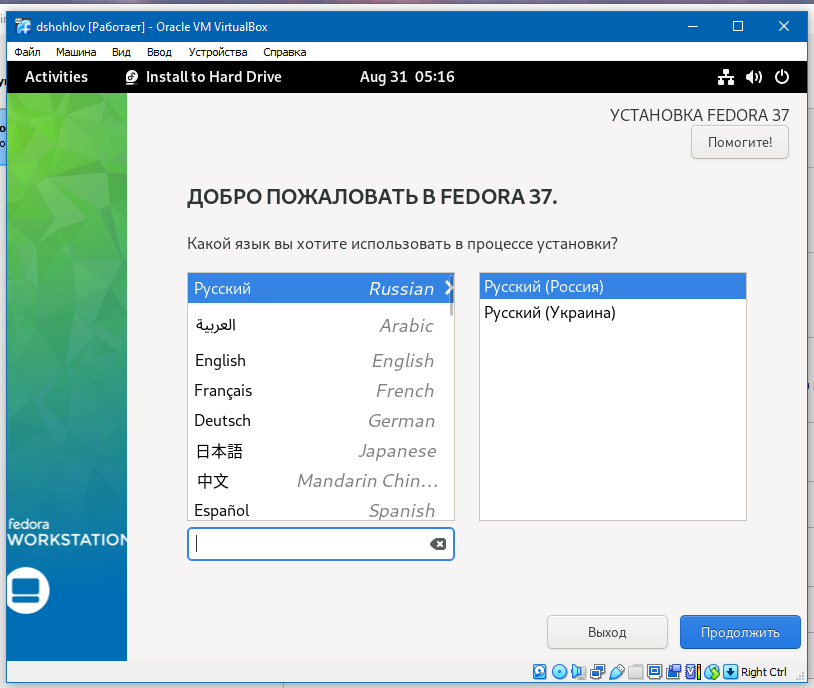 dshohlov [Работает] - Oracle VM VirtualBox
Файл Машина Вид Ввод Устройства Справка
Activities Install to Hard Drive Aug 31 05:16
УСТАНОВКА FEDORA 37
Помогите!
ДОБРО ПОЖАЛОВАТЬ В FEDORA 37.
Какой язык вы хотите использовать в процессе установки?
Русский Russian
العربية Arabic
English English
Français French
Deutsch German
日本語 Japanese
中文 Mandarin Chin...
Español Spanish
Русский (Россия)
Русский (Украина)
fedora
WORKSTATION
Выход Продолжить
Right Ctrl